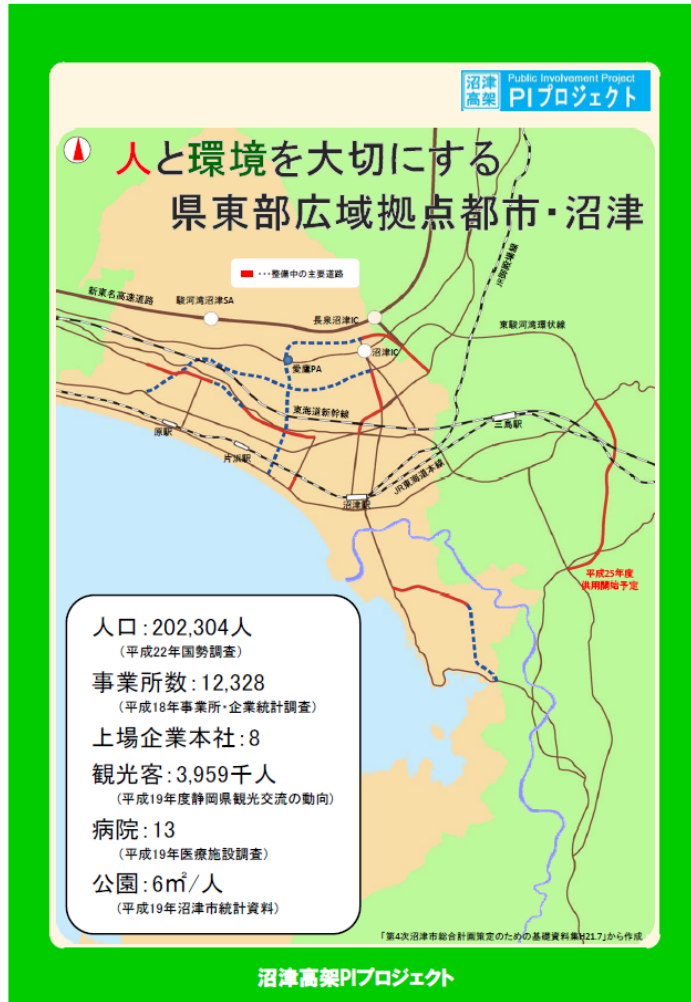 沼津
高架
Public Involvement Project
PIプロジェクト
人と環境を大切にする
県東部広域拠点都市・沼津
・・・整備中の主要道路
JR御殿場線
新東名高速道路
駿河湾沼津SA
長泉沼津IC
東駿河湾環状線
沼津IC
愛鷹PA
東海道新幹線
三島駅
原駅
片浜駅
JR東海道本線
沼津駅
平成25年度
供用開始予定
人口:202,304人
(平成22年国勢調査)
事業所数:12,328
(平成18年事業所・企業統計調査)
上場企業本社:8
観光客:3,959千人
(平成19年度静岡県観光交流の動向)
病院:13
(平成19年医療施設調査)
公園:6㎡/人
(平成19年沼津市統計資料)
「第4次沼津市総合計画策定のための基礎資料集H21.7」から作成
沼津高架PIプロジェクト